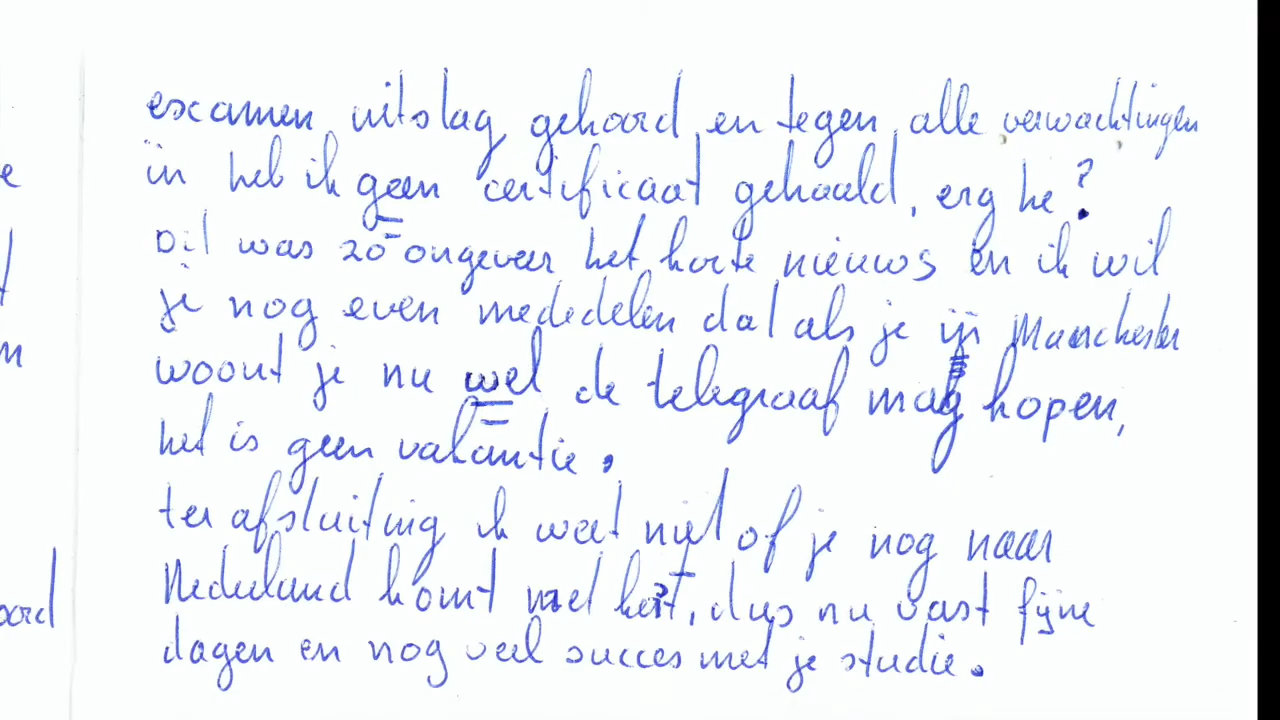 examen uitslag gehoord, en tegen alle verwachtingen
in heb ik geen certificaat gehaald, erg he?
Dit was zo ongeveer het korte nieuws en ik wil
e
je nog even mededelen dat als je in Manchester
woont je nu wel de telegraaf mag kopen,
m
het is geen vakantie.
ter afsluiting ik weet niet of je nog naar
Nederland komt met kerst, dus nu vast fijne
oord
dagen en nog veel succes met je studie.